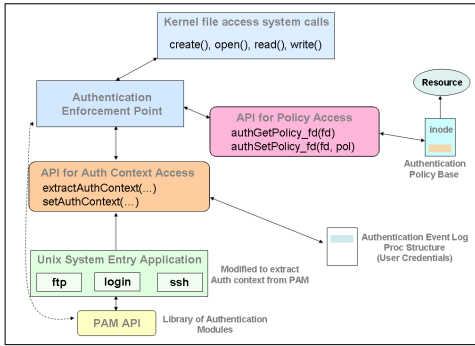 Kernel file access system calls
create(), open(), read(), write()
Resource
Authentication
Enforcement Point
API for Policy Access
authGetPolicy_fd(fd)
authSetPolicy_fd(fd, pol)
inode
Authentication
Policy Base
API for Auth Context Access
extractAuthContext(...)
setAuthContext(...)
Authentication Event Log
Proc Structure
(User Credentials)
Unix System Entry Application
ftp
login
ssh
Modified to extract
Auth context from PAM
PAM API
Library of Authentication
Modules